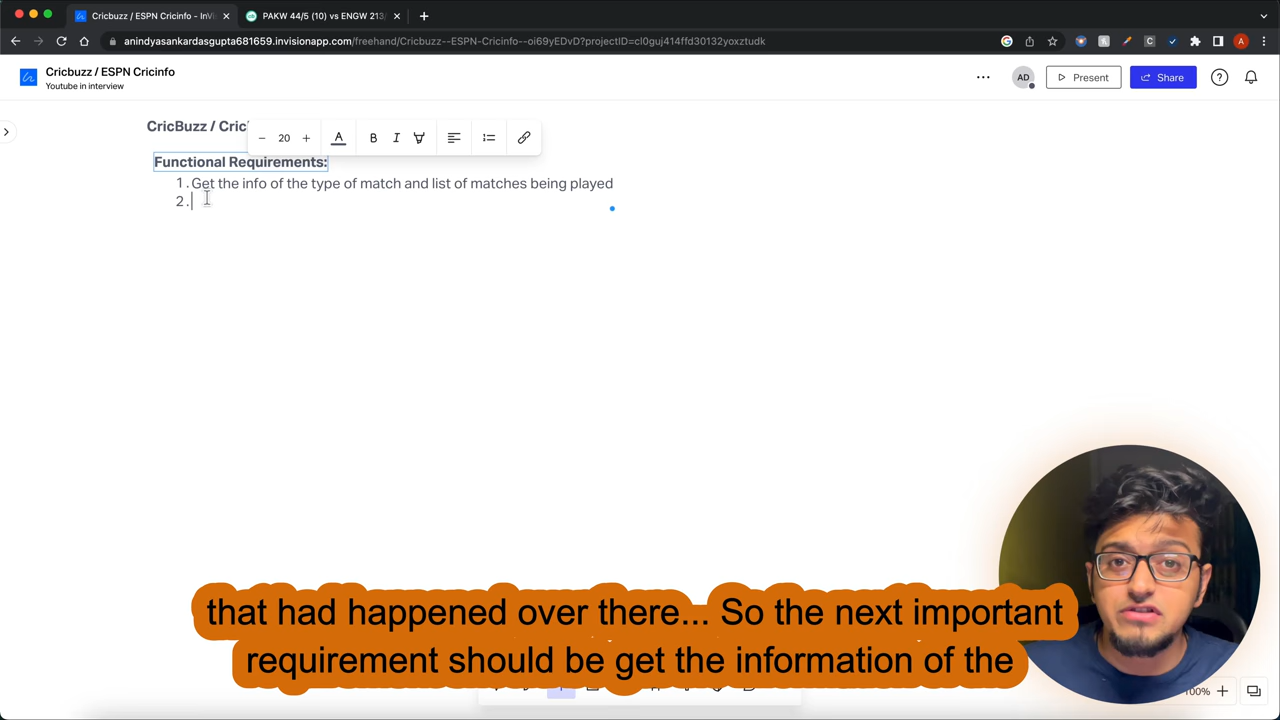 Cricbuzz / ESPN Cricinfo - InVi
PAKW 44/5 (10) vs ENGW 213/
anindyasankardasgupta681659.invisionapp.com/freehand/Cricbuzz--ESPN-Cricinfo--oi69yEDvD?projectID=cl0guj414ffd30132yoxztudk
Cricbuzz / ESPN Cricinfo
Youtube in interview
AD
Present
Share
CricBuzz / Cric
20
A
B
I
Functional Requirements:
1. Get the info of the type of match and list of matches being played
2.
that had happened over there... So the next important
requirement should be get the information of the
100%